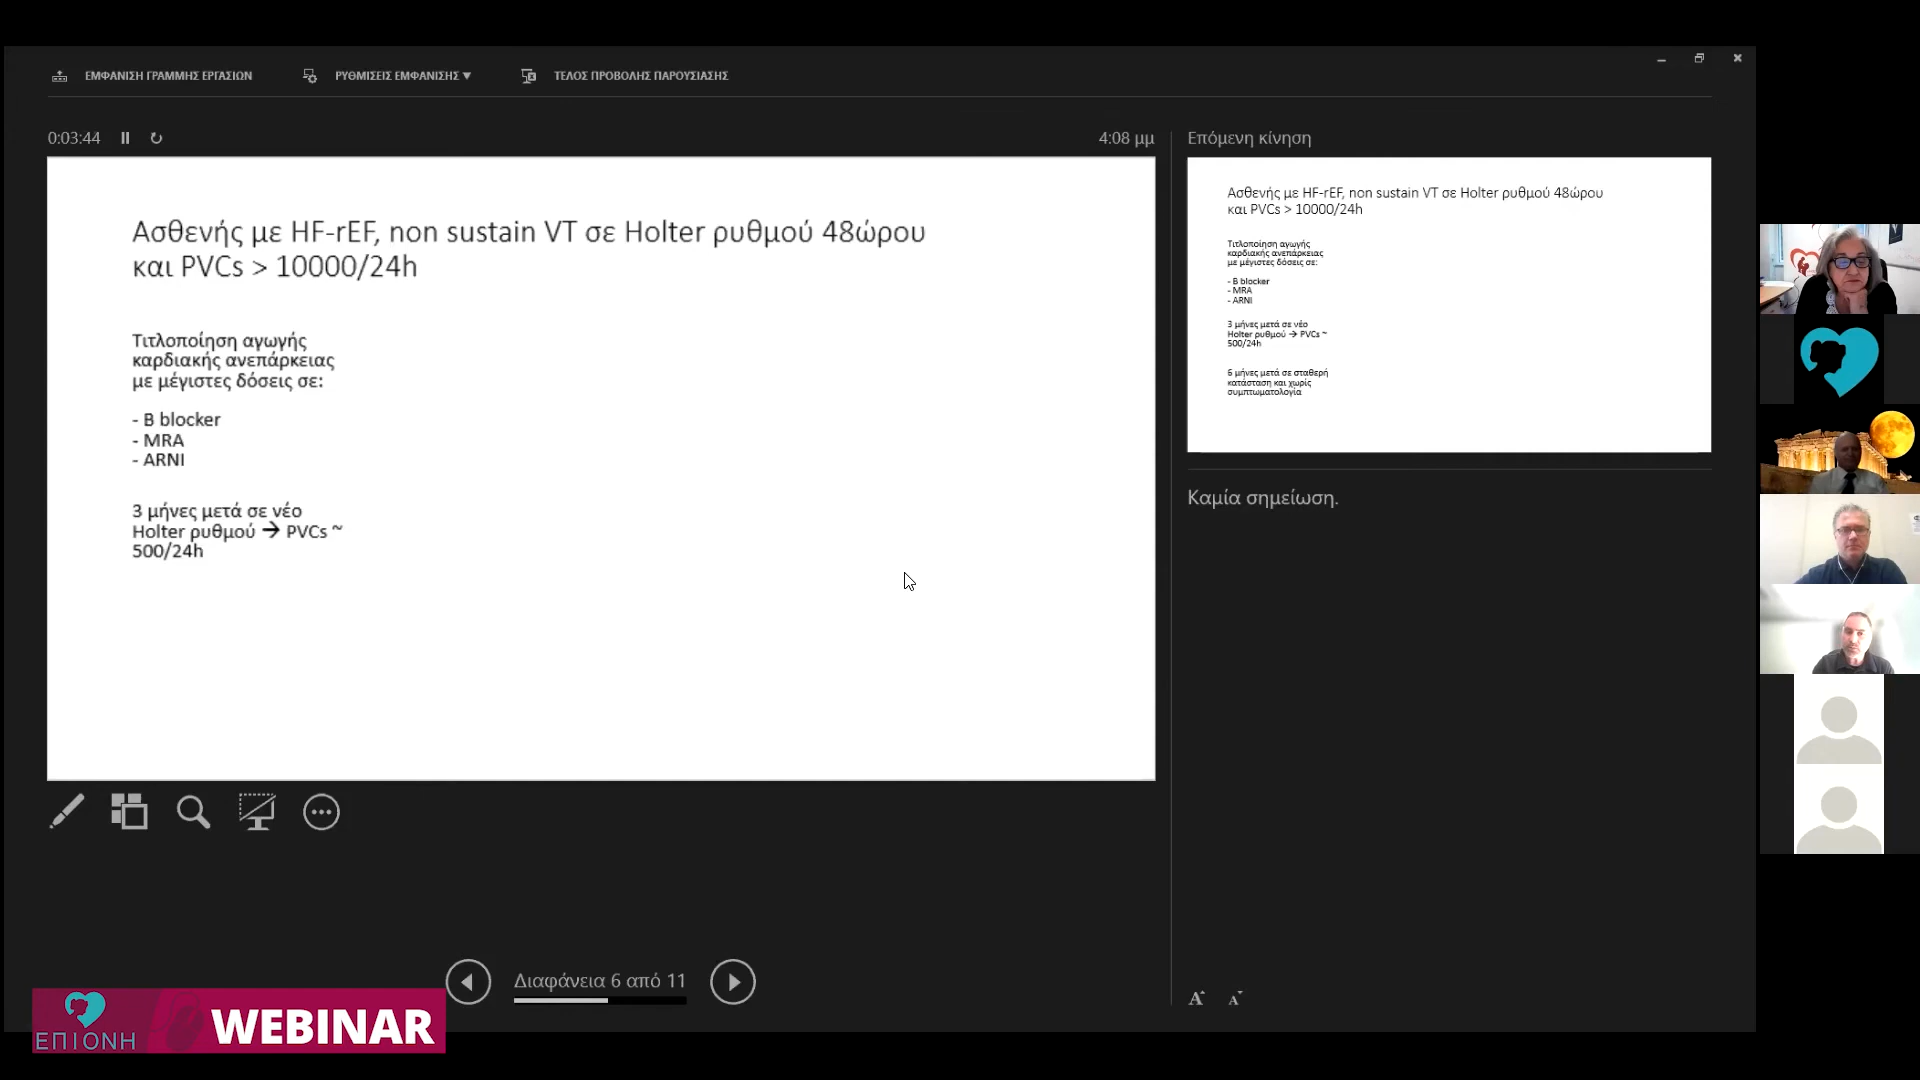 ΕΜΦΑΝΙΣΗ ΓΡΑΜΜΗΣ ΕΡΓΑΣΙΩΝ
ΡΥΘΜΙΣΕΙΣ ΕΜΦΑΝΙΣΗΣ ▼
ΤΕΛΟΣ ΠΡΟΒΟΛΗΣ ΠΑΡΟΥΣΙΑΣΗΣ
0:03:44
4:08 μμ
Ασθενής με HF-rEF, non sustain VT σε Holter ρυθμού 48ώρου
και PVCs > 10000/24h
Τιτλοποίηση αγωγής
καρδιακής ανεπάρκειας
με μέγιστες δόσεις σε:
- B blocker
- MRA
- ARNI
3 μήνες μετά σε νέο
Holter ρυθμού → PVCs ~
500/24h
Επόμενη κίνηση
Ασθενής με HF-rEF, non sustain VT σε Holter ρυθμού 48ώρου
και PVCs > 10000/24h
Τιτλοποίηση αγωγής
καρδιακής ανεπάρκειας
με μέγιστες δόσεις σε:
- B blocker
- MRA
- ARNI
3 μήνες μετά σε νέο
Holter ρυθμού → PVCs ~
500/24h
6 μήνες μετά σε σταθερή
κατάσταση και χωρίς
συμπτωματολογία
Καμία σημείωση.
Διαφάνεια 6 από 11
A A
ΕΠΙΟΝΗ
WEBINAR